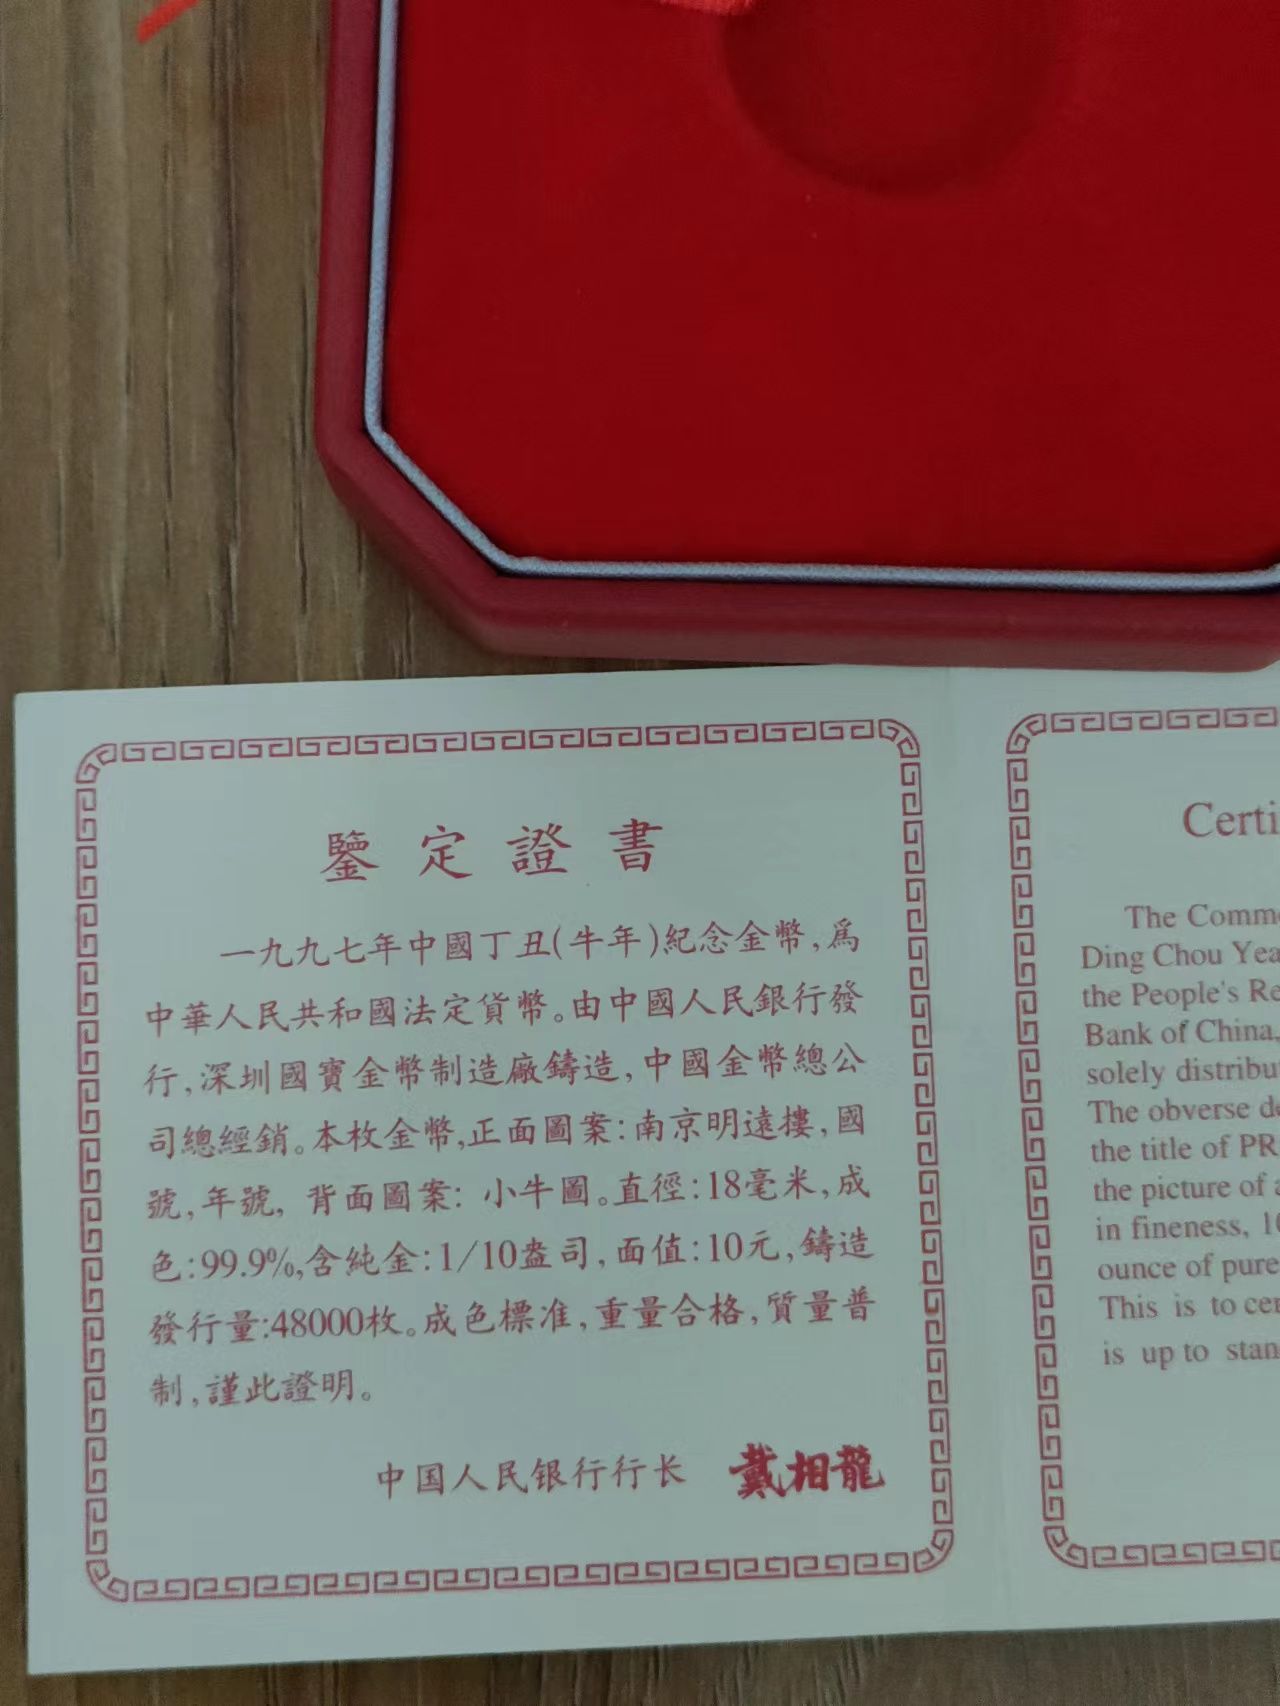 鑒定證書
一九九七年中國丁丑(牛年)紀念金幣,爲
中華人民共和國法定貨幣。由中國人民銀行發
行,深圳國寶金幣制造廠鑄造,中國金幣總公
司總經銷。本枚金幣,正面圖案:南京明遠摟,國
號,年號,背面圖案:小牛圖。直徑:18毫米,成
色:99.9%,含純金:1/10盎司,面值:10元,鑄造
發行量:48000枚。成色標准,重量合格,質量普
制,謹此證明。
中国人民银行行长 戴相龍
Certi
The Comm
Ding Chou Yea
the People's Re
Bank of China,
solely distribu
The obverse de
the title of PR
the picture of a
in fineness, 1
ounce of pure
This is to cer
is up to stan